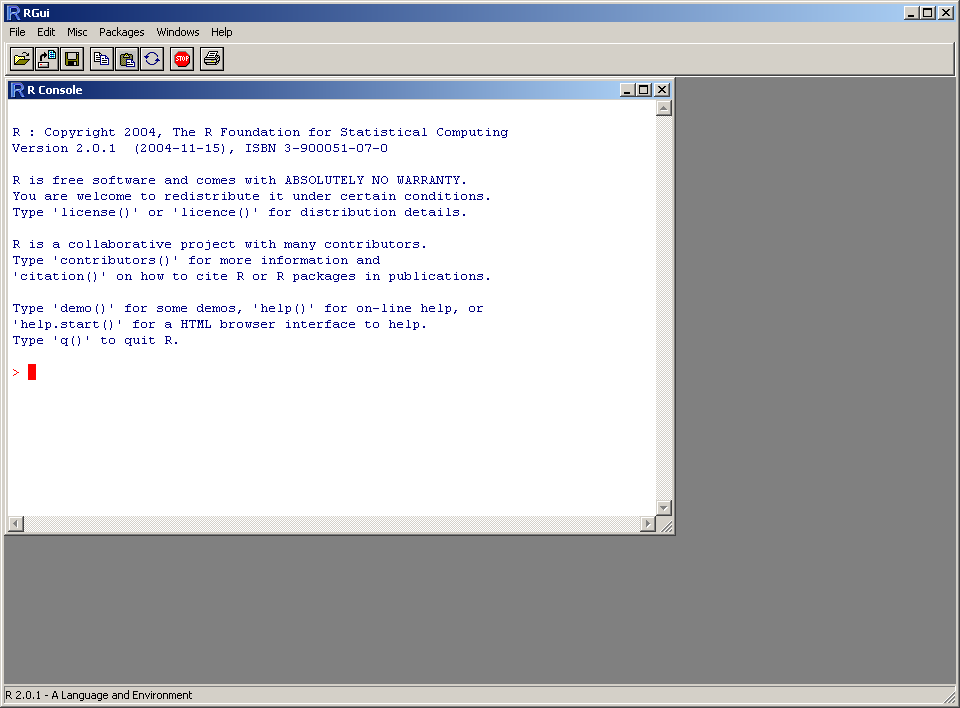 RGui
File Edit Misc Packages Windows Help
STOP
R Console
R : Copyright 2004, The R Foundation for Statistical Computing
Version 2.0.1  (2004-11-15), ISBN 3-900051-07-0
R is free software and comes with ABSOLUTELY NO WARRANTY.
You are welcome to redistribute it under certain conditions.
Type 'license()' or 'licence()' for distribution details.
R is a collaborative project with many contributors.
Type 'contributors()' for more information and
'citation()' on how to cite R or R packages in publications.
Type 'demo()' for some demos, 'help()' for on-line help, or
'help.start()' for a HTML browser interface to help.
Type 'q()' to quit R.
>
R 2.0.1 - A Language and Environment